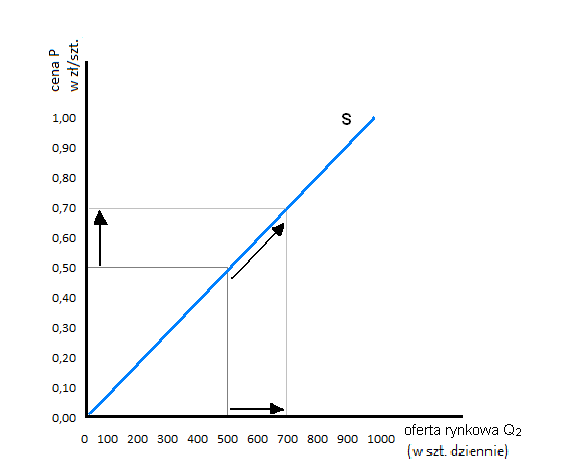 cena P
w zł/szt.
1,00
S
0,90
0,80
0,70
0,60
0,50
0,40
0,30
0,20
0,10
0,00
0 100 200 300 400 500 600 700 800 900 1000
oferta rynkowa Q₂
(w szt. dziennie)